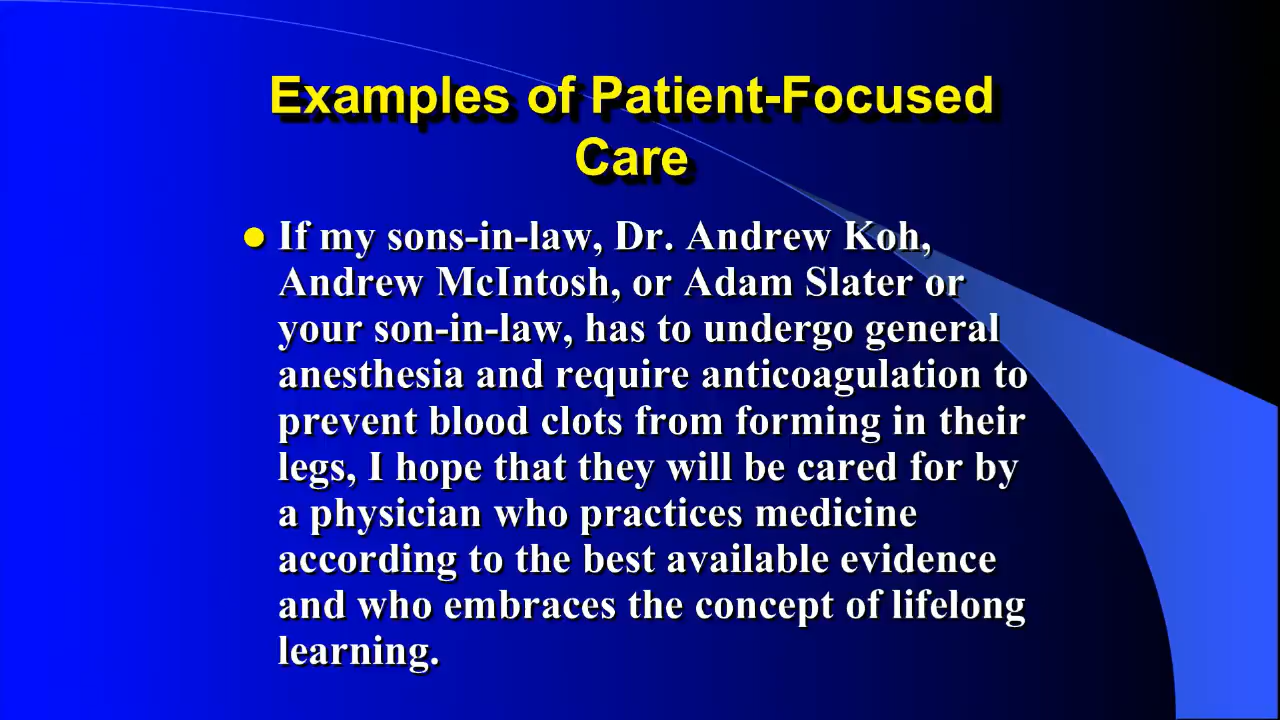 Examples of Patient-Focused
Care
If my sons-in-law, Dr. Andrew Koh,
Andrew McIntosh, or Adam Slater or
your son-in-law, has to undergo general
anesthesia and require anticoagulation to
prevent blood clots from forming in their
legs, I hope that they will be cared for by
a physician who practices medicine
according to the best available evidence
and who embraces the concept of lifelong
learning.